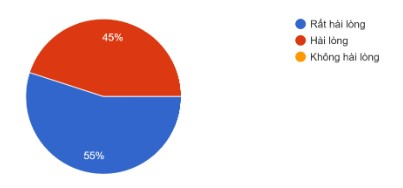 45%
55%
Rất hài lòng
Hài lòng
Không hài lòng